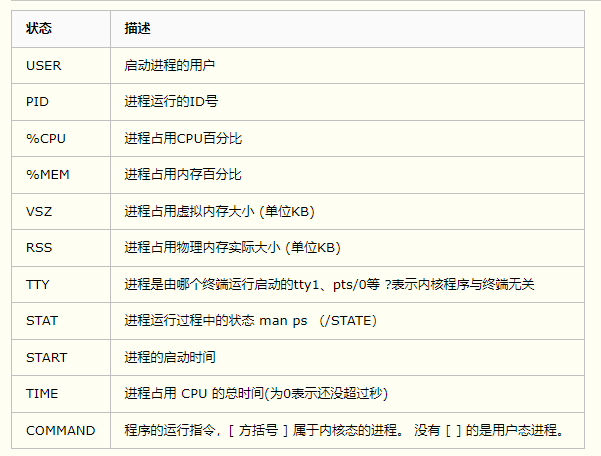 状态 描述
USER 启动进程的用户
PID 进程运行的ID号
%CPU 进程占用CPU百分比
%MEM 进程占用内存百分比
VSZ 进程占用虚拟内存大小 (单位KB)
RSS 进程占用物理内存实际大小 (单位KB)
TTY 进程是由哪个终端运行启动的tty1、pts/0等 ?表示内核程序与终端无关
STAT 进程运行过程中的状态 man ps （/STATE）
START 进程的启动时间
TIME 进程占用 CPU 的总时间(为0表示还没超过秒)
COMMAND 程序的运行指令，[ 方括号 ] 属于内核态的进程。 没有 [ ] 的是用户态进程。